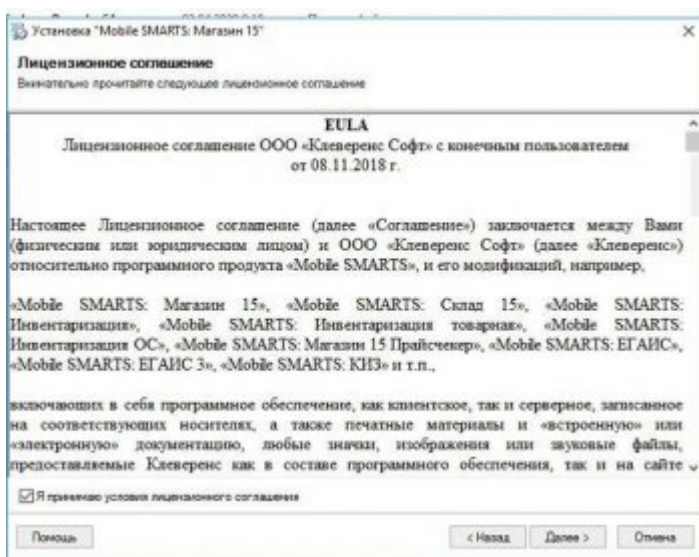 Установка "Mobile SMARTS: Магазин 15"
Лицензионное соглашение
Внимательно прочитайте следующее лицензионное соглашение
EULA
Лицензионное соглашение ООО «Клеверенс Софт» с конечным пользователем
от 08.11.2018 г.
Настоящее Лицензионное соглашение (далее «Соглашение») заключается между Вами
(физическим или юридическим лицом) и ООО «Клеверенс Софт» (далее «Клеверенс»)
относительно программного продукта «Mobile SMARTS», и его модификаций, например,
«Mobile SMARTS: Магазин 15», «Mobile SMARTS: Склад 15», «Mobile SMARTS:
Инвентаризация», «Mobile SMARTS: Инвентаризация товарная», «Mobile SMARTS:
Инвентаризация ОС», «Mobile SMARTS: Магазин 15 Прайсчекер», «Mobile SMARTS: ЕГАИС»,
«Mobile SMARTS: ЕГАИС 3», «Mobile SMARTS: КИЗ» и т.п.,
включающих в себя программное обеспечение, как клиентское, так и серверное, записанное
на соответствующих носителях, а также печатные материалы и «встроенную» или
«электронную» документацию, любые значки, изображения или звуковые файлы,
предоставляемые Клеверенс как в составе программного обеспечения, так и на сайте
Я принимаю условия лицензионного соглашения
Помощь
< Назад
Далее >
Отмена